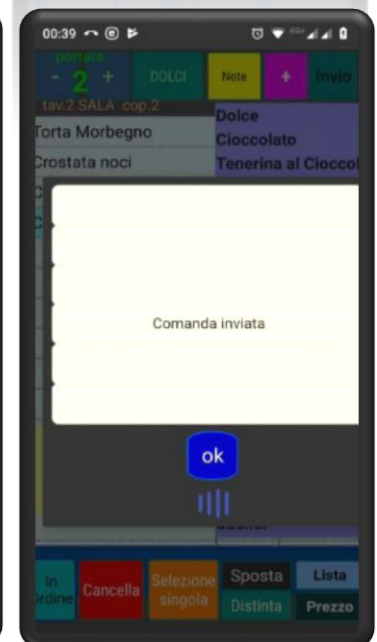 00:39
portata
- 2 + DOLCI Note + Invio
tav.2 SALA cop.2
Dolce
Torta Morbegno
Cioccolato
Crostata noci
Tenerina al Cioccol
Comanda inviata
ok
In
Ordine
Cancella
Selezione
singola
Sposta
Lista
Distinta
Prezzo